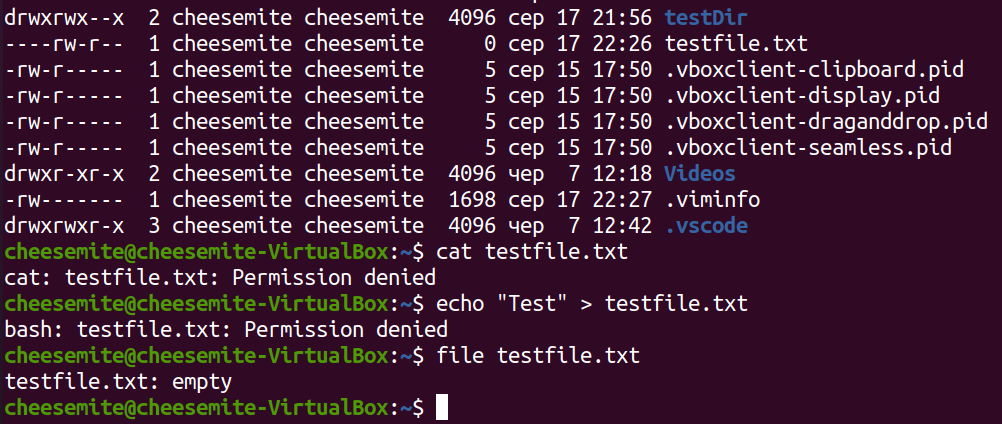 drwxrwx--x 2 cheesemite cheesemite 4096 сер 17 21:56 testDir
----rw-r-- 1 cheesemite cheesemite 0 сер 17 22:26 testfile.txt
-rw-r----- 1 cheesemite cheesemite 5 сер 15 17:50 .vboxclient-clipboard.pid
-rw-r----- 1 cheesemite cheesemite 5 сер 15 17:50 .vboxclient-display.pid
-rw-r----- 1 cheesemite cheesemite 5 сер 15 17:50 .vboxclient-draganddrop.pid
-rw-r----- 1 cheesemite cheesemite 5 сер 15 17:50 .vboxclient-seamless.pid
drwxr-xr-x 2 cheesemite cheesemite 4096 чер 7 12:18 Videos
-rw------- 1 cheesemite cheesemite 1698 сер 17 22:27 .viminfo
drwxrwxr-x 3 cheesemite cheesemite 4096 чер 7 12:42 .vscode
cheesemite@cheesemite-VirtualBox:~$ cat testfile.txt
cat: testfile.txt: Permission denied
cheesemite@cheesemite-VirtualBox:~$ echo "Test" > testfile.txt
bash: testfile.txt: Permission denied
cheesemite@cheesemite-VirtualBox:~$ file testfile.txt
testfile.txt: empty
cheesemite@cheesemite-VirtualBox:~$